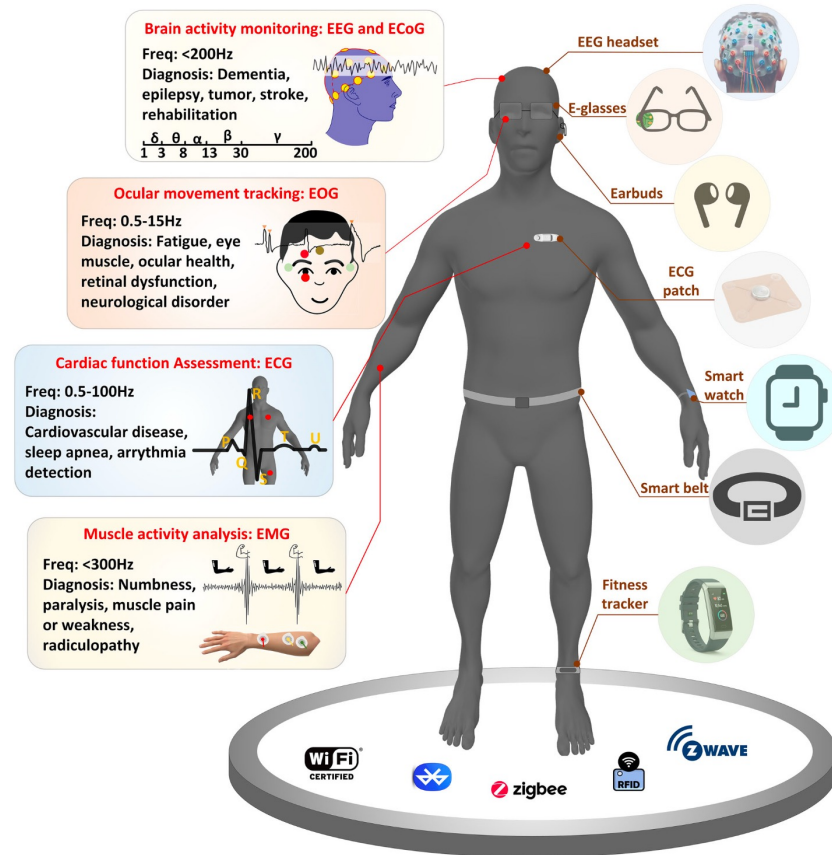 Brain activity monitoring: EEG and ECoG
Freq: <200Hz
Diagnosis: Dementia,
epilepsy, tumor, stroke,
rehabilitation
δ θ α β γ
1 3 8 13 30 200
Ocular movement tracking: EOG
Freq: 0.5-15Hz
Diagnosis: Fatigue, eye
muscle, ocular health,
retinal dysfunction,
neurological disorder
Cardiac function Assessment: ECG
Freq: 0.5-100Hz
Diagnosis:
Cardiovascular disease,
sleep apnea, arrythmia
detection
R
P
Q
S
T
U
Muscle activity analysis: EMG
Freq: <300Hz
Diagnosis: Numbness,
paralysis, muscle pain
or weakness,
radiculopathy
EEG headset
E-glasses
Earbuds
ECG
patch
Smart
watch
Smart belt
Fitness
tracker
Wi Fi
CERTIFIED
®
zigbee
RFID
Z WAVE